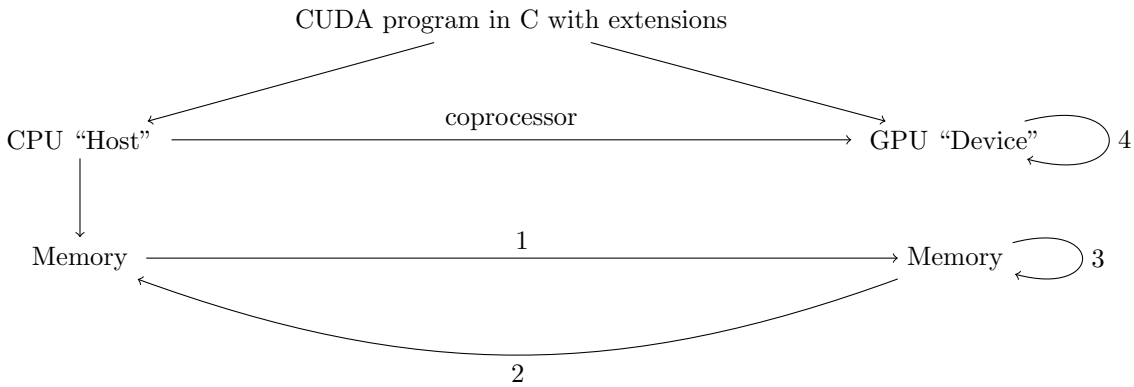 CUDA program in C with extensions
coprocessor
CPU “Host”
GPU “Device”
4
1
Memory
Memory
3
2